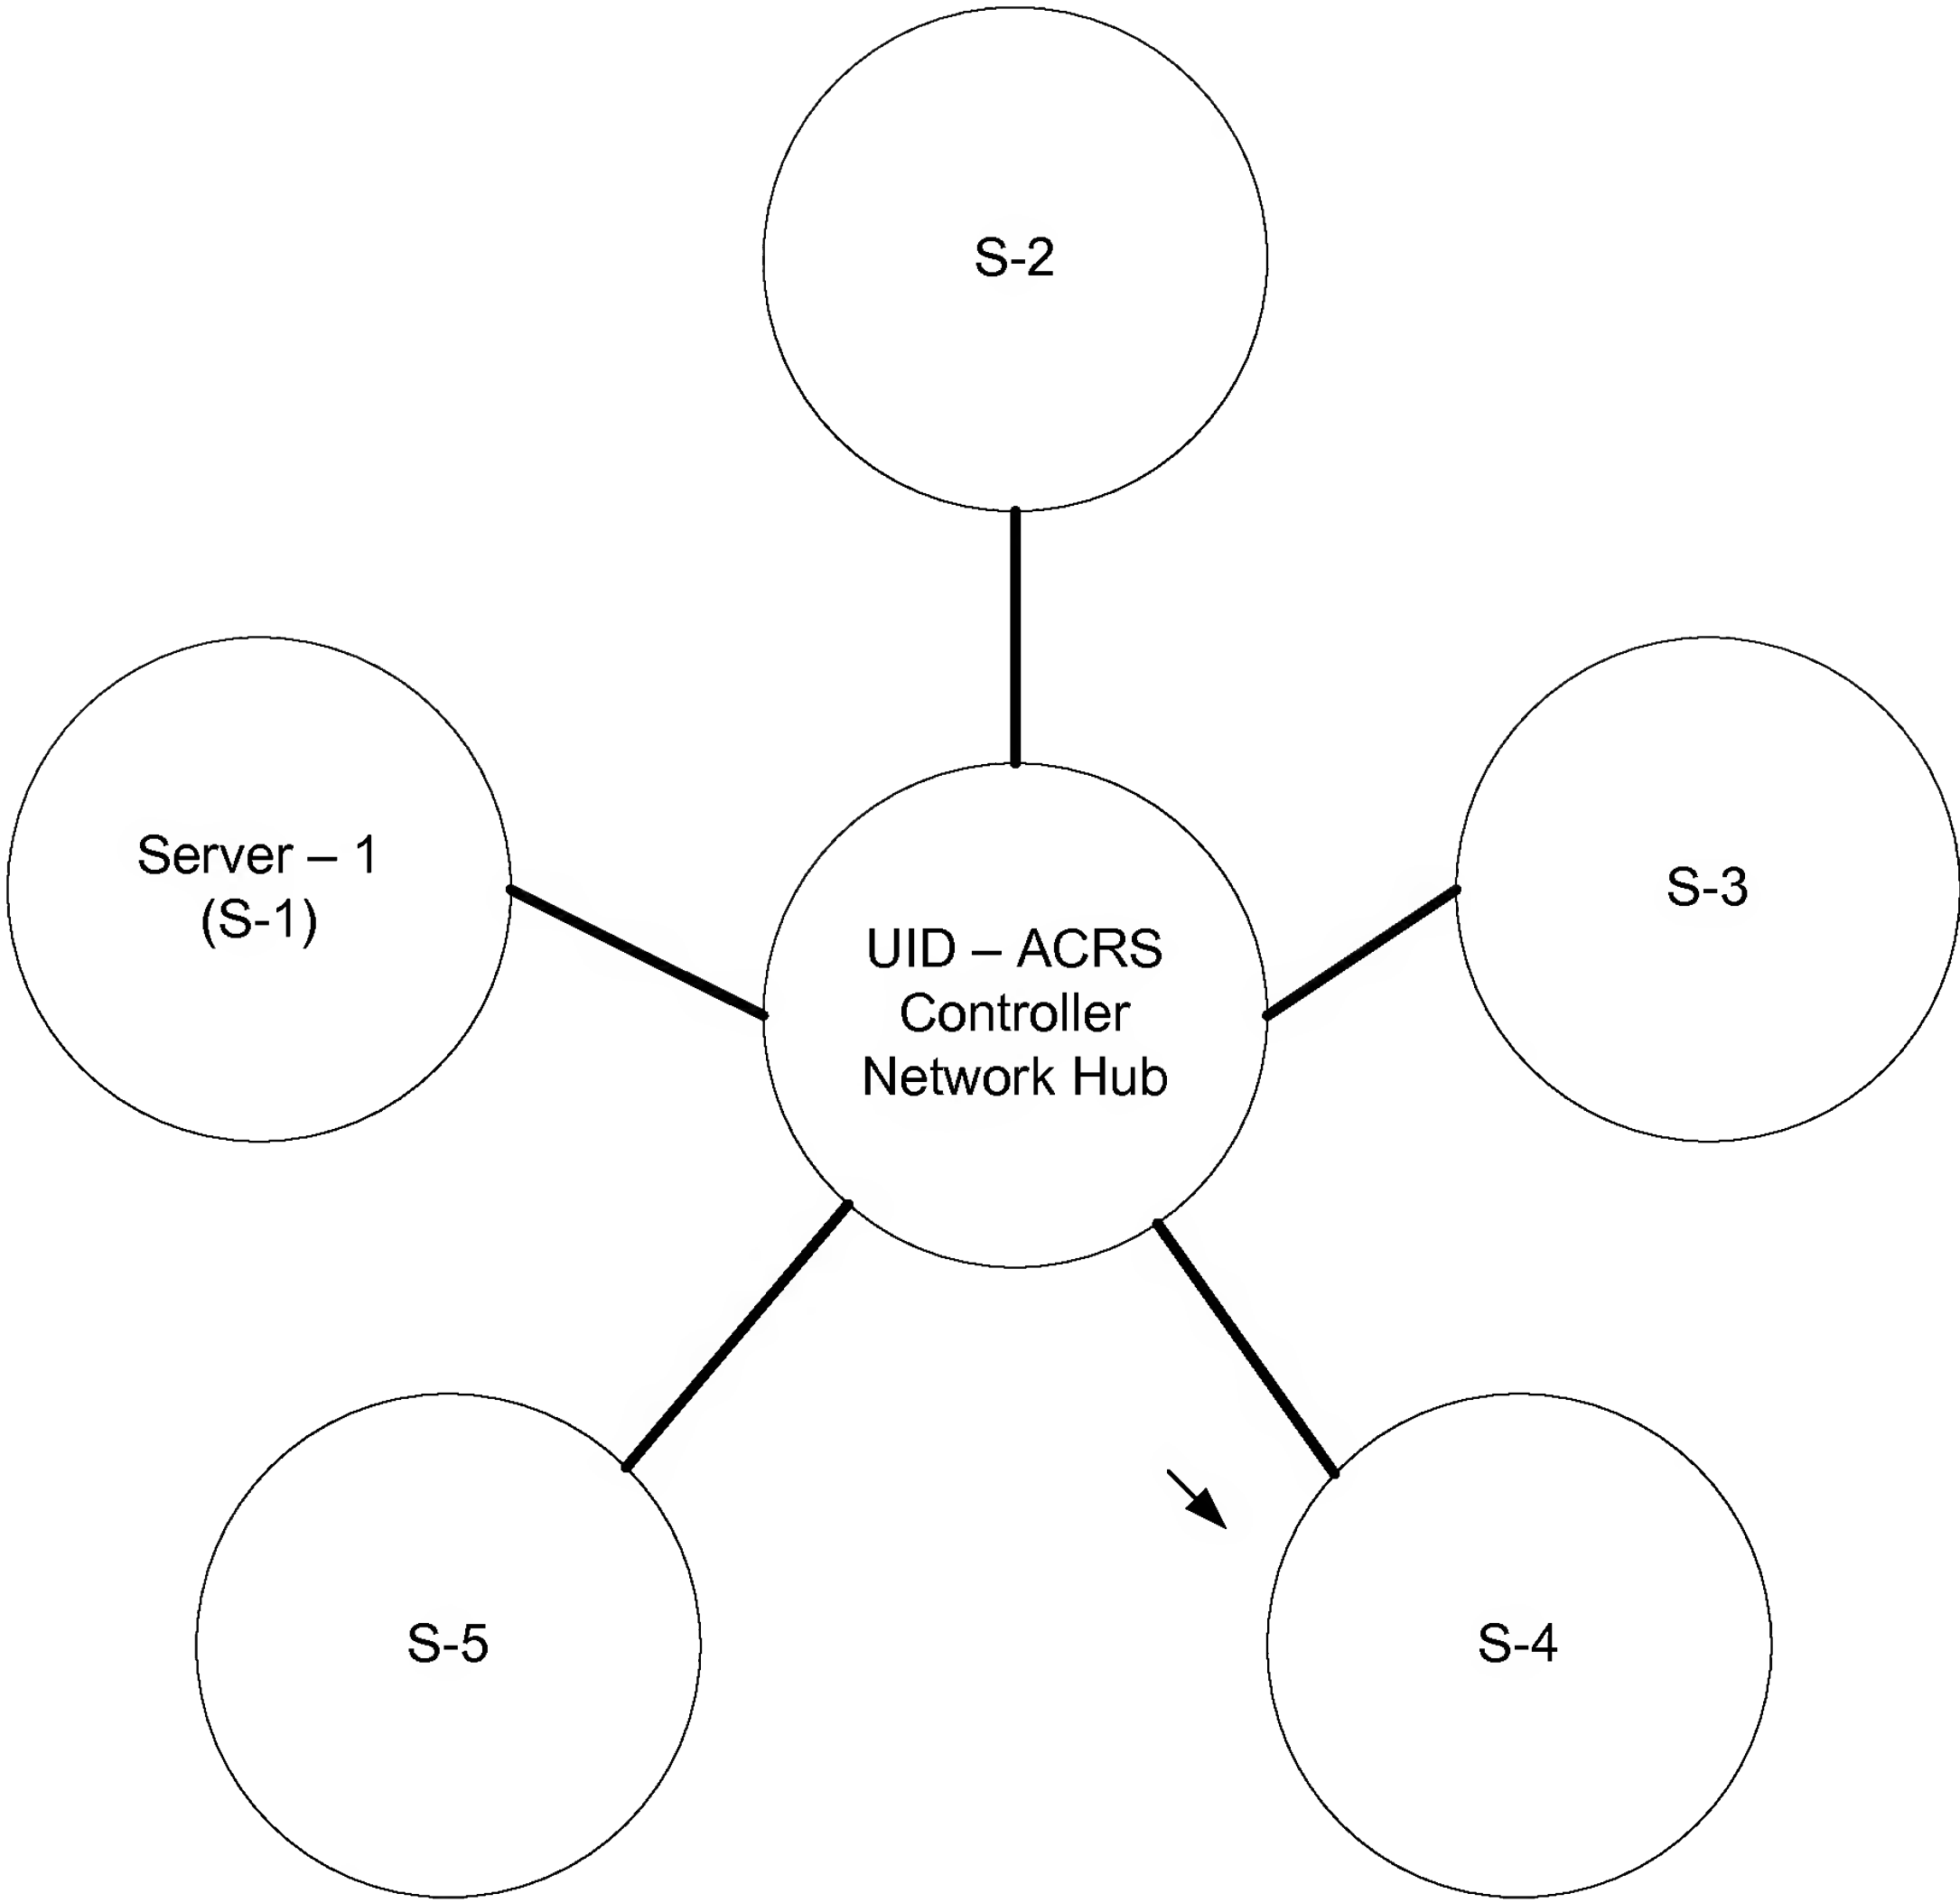 S-2
Server – 1
(S-1)
S-3
UID – ACRS
Controller
Network Hub
S-5
S-4